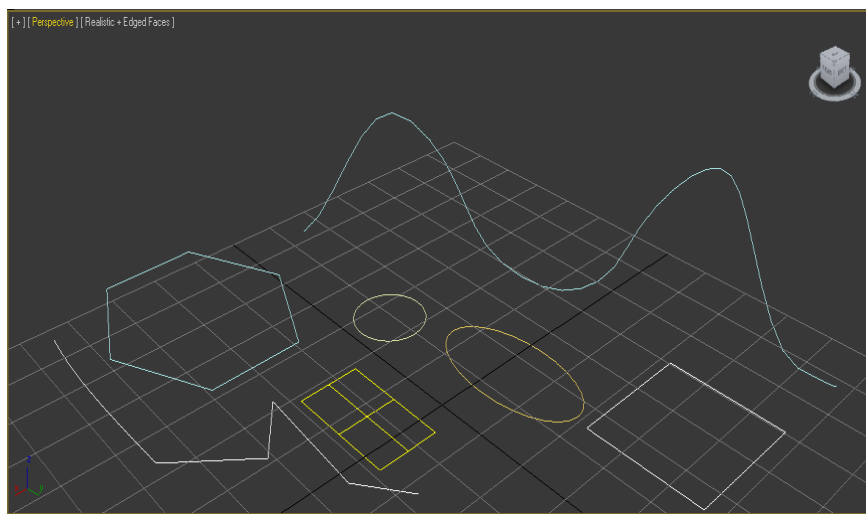 [ + ] [ Perspective ] [ Realistic + Edged Faces ]